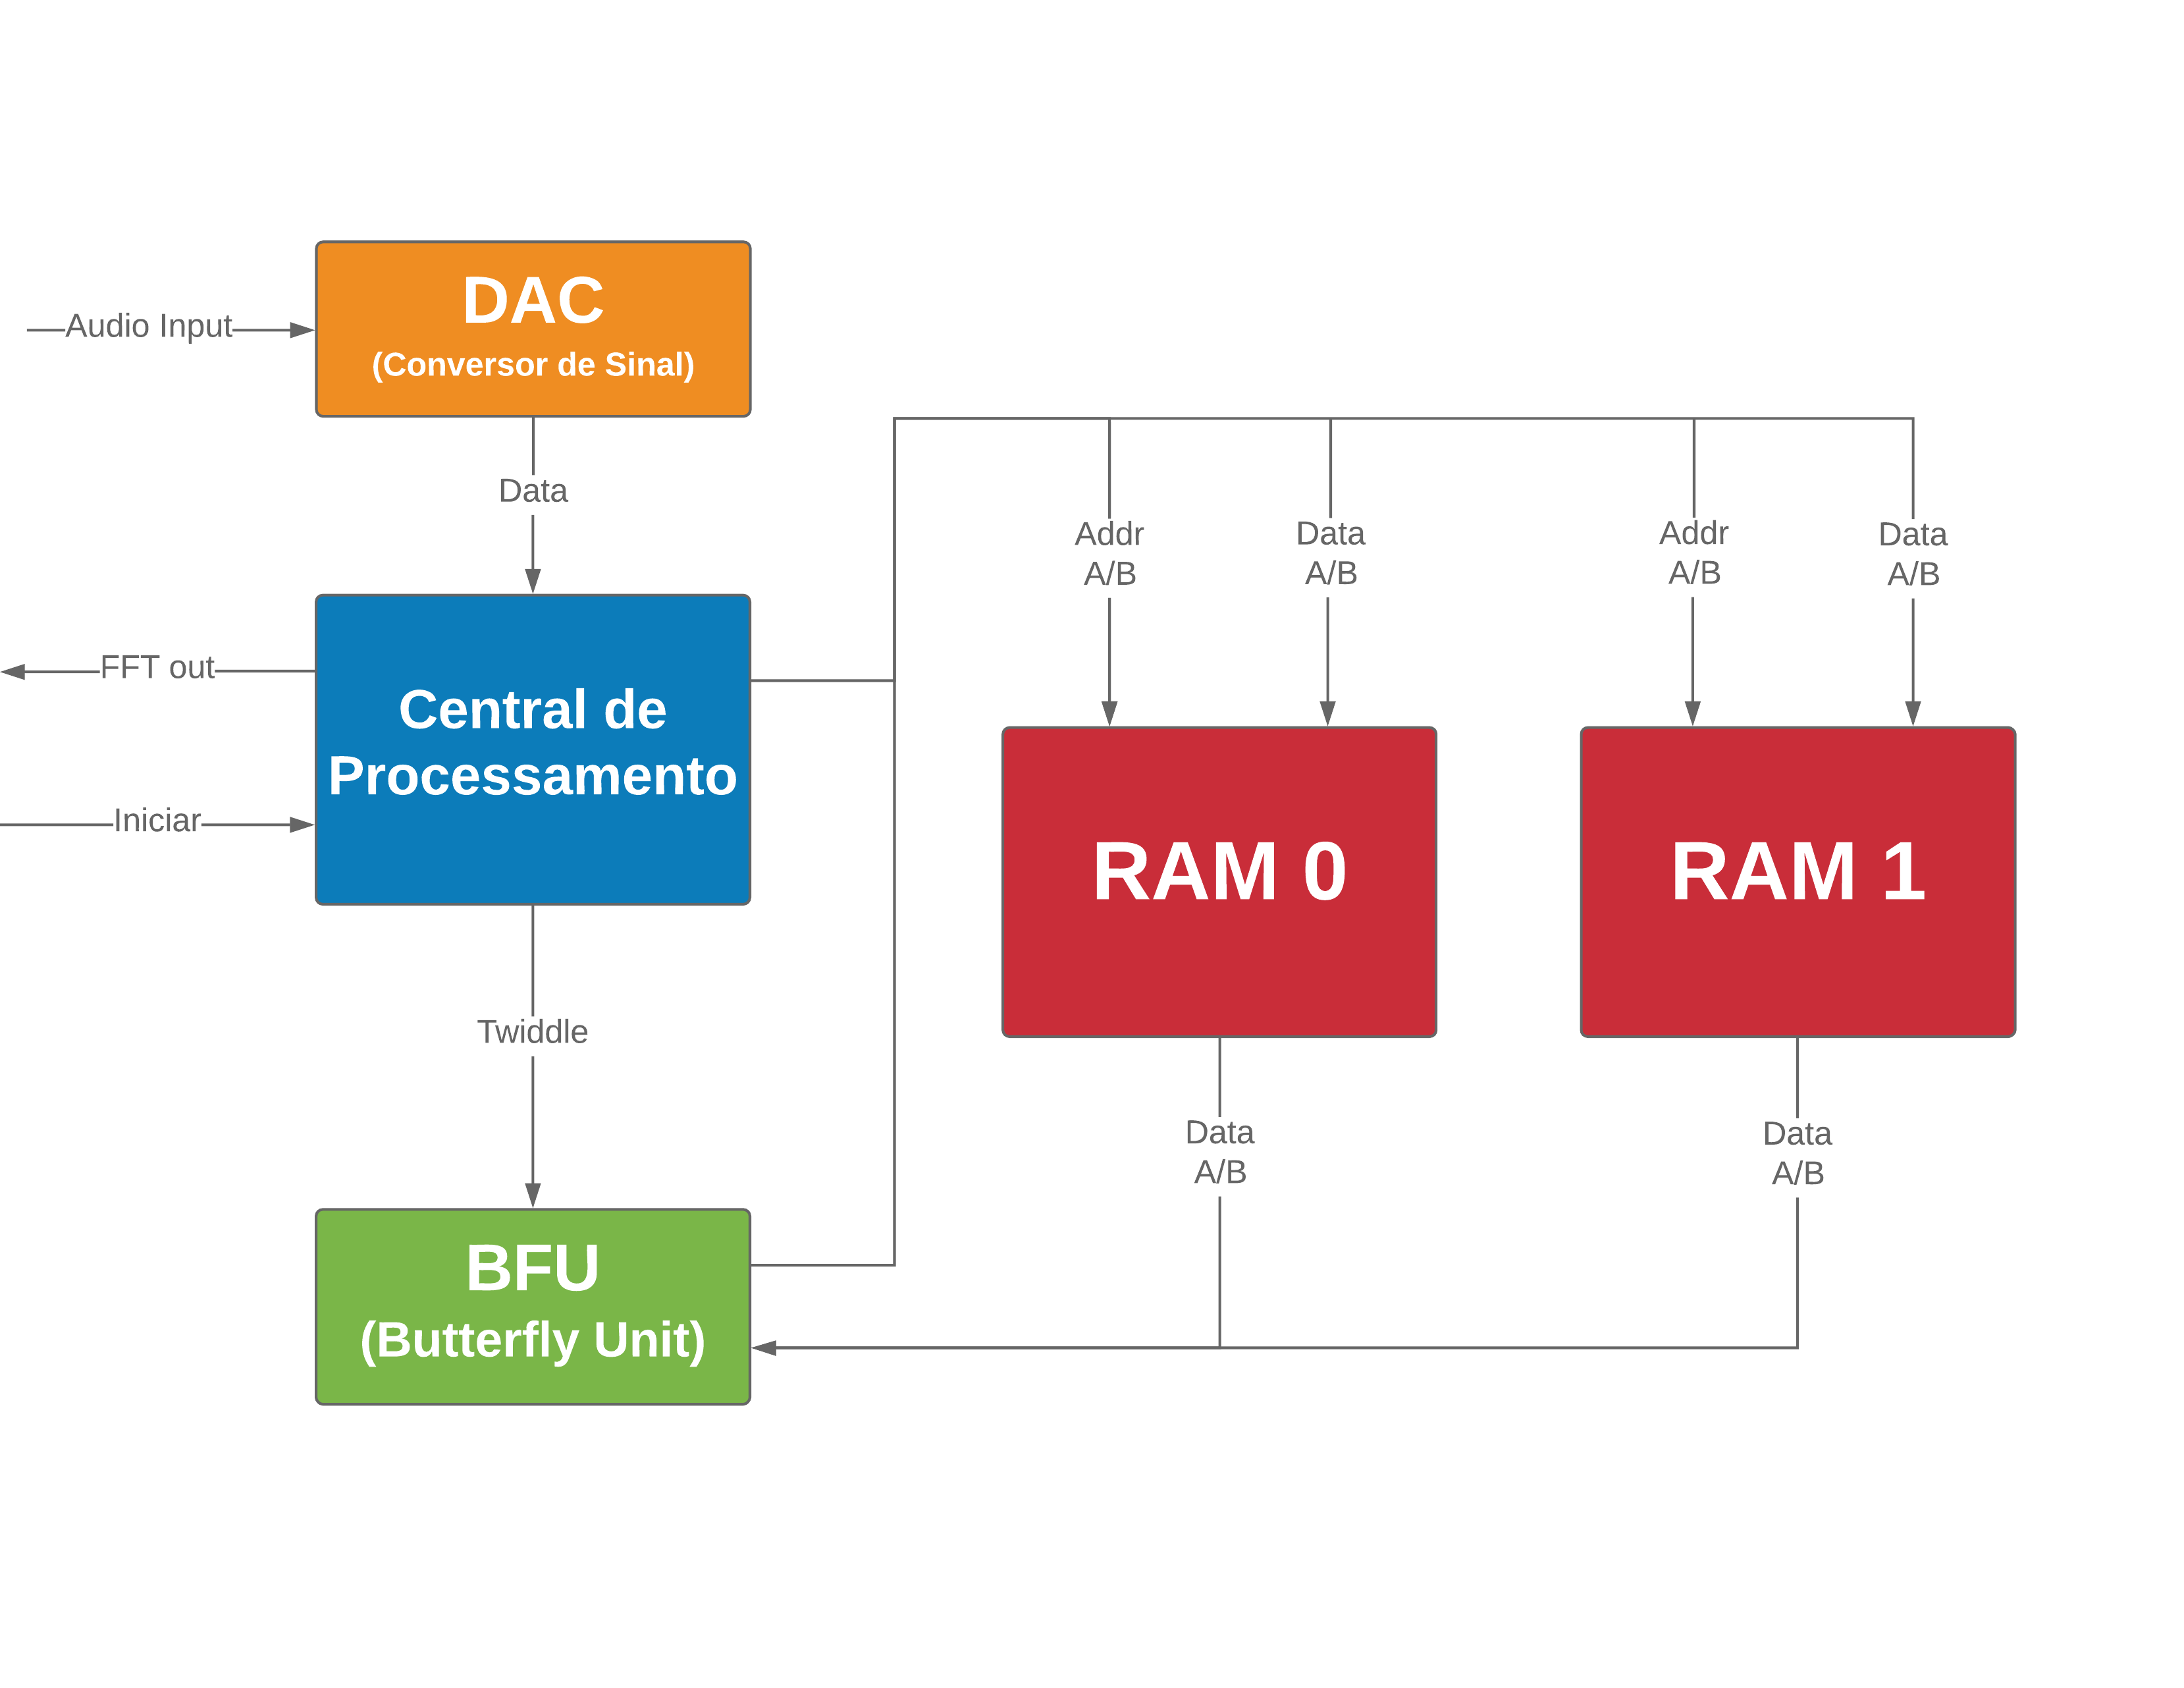 DAC
(Conversor de Sinal)
Audio Input
Data
Addr
A/B
Data
A/B
Addr
A/B
Data
A/B
FFT out
Central de
Processamento
Iniciar
RAM 0
RAM 1
Twiddle
Data
A/B
Data
A/B
BFU
(Butterfly Unit)